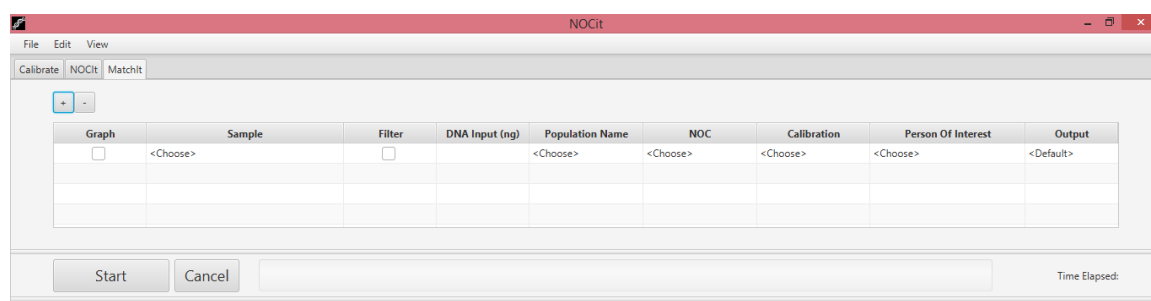 NOCit
File Edit View
Calibrate NOCIt MatchIt
+ -
Graph Sample Filter DNA Input (ng) Population Name NOC Calibration Person Of Interest Output
<Choose> <Choose> <Choose> <Choose> <Choose> <Default>
Start Cancel Time Elapsed: